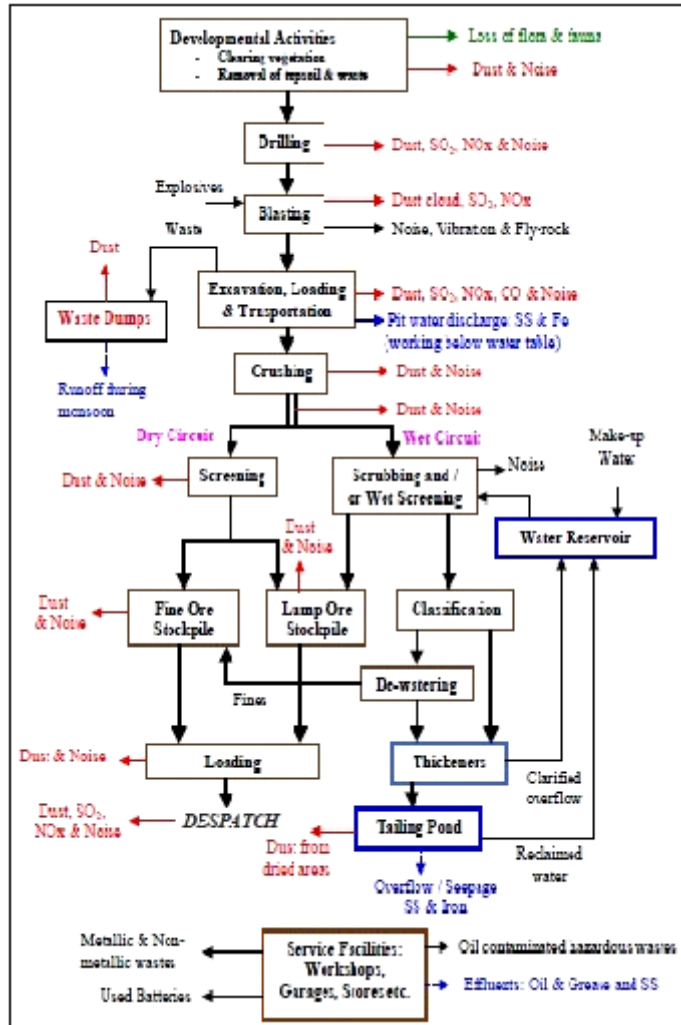 Developmental Activities
- Clearing vegetation
- Removal of topsoil & waste
Loss of flora & fauna
Dust & Noise
Drilling
Dust, SO₂, NOx & Noise
Explosives
Blasting
Dust cloud, SO₂, NOx
Noise, Vibration & Fly-rock
Waste
Dust
Waste Dumps
Excavation, Loading
& Trasportation
Dust, SO₂, NOx, CO & Noise
Pit water discharge: SS & Fe
(working below water table)
Runoff during
monsoon
Crushing
Dust & Noise
Dust & Noise
Dry Circuit
Wet Circuit
Make-up
Water
Dust & Noise
Screening
Scrubbing and /
or Wet Screening
Noise
Water Reservoir
Dust
& Noise
Dust
& Noise
Fine Ore
Stockpile
Lamp Ore
Stockpile
Classification
Fines
De-watering
Dust & Noise
Loading
Thickeners
Clarified
overflow
Dust, SO₂,
NOx & Noise
DESPATCH
Tailing Pond
Dust from
dried areas
Reclaimed
water
Overflow / Seepage
SS & Iron
Metallic & Non-
metallic wastes
Used Batteries
Service Facilities:
Workshops,
Garages, Stores etc.
Oil contaminated hazardous wastes
Effluents: Oil & Grease and SS